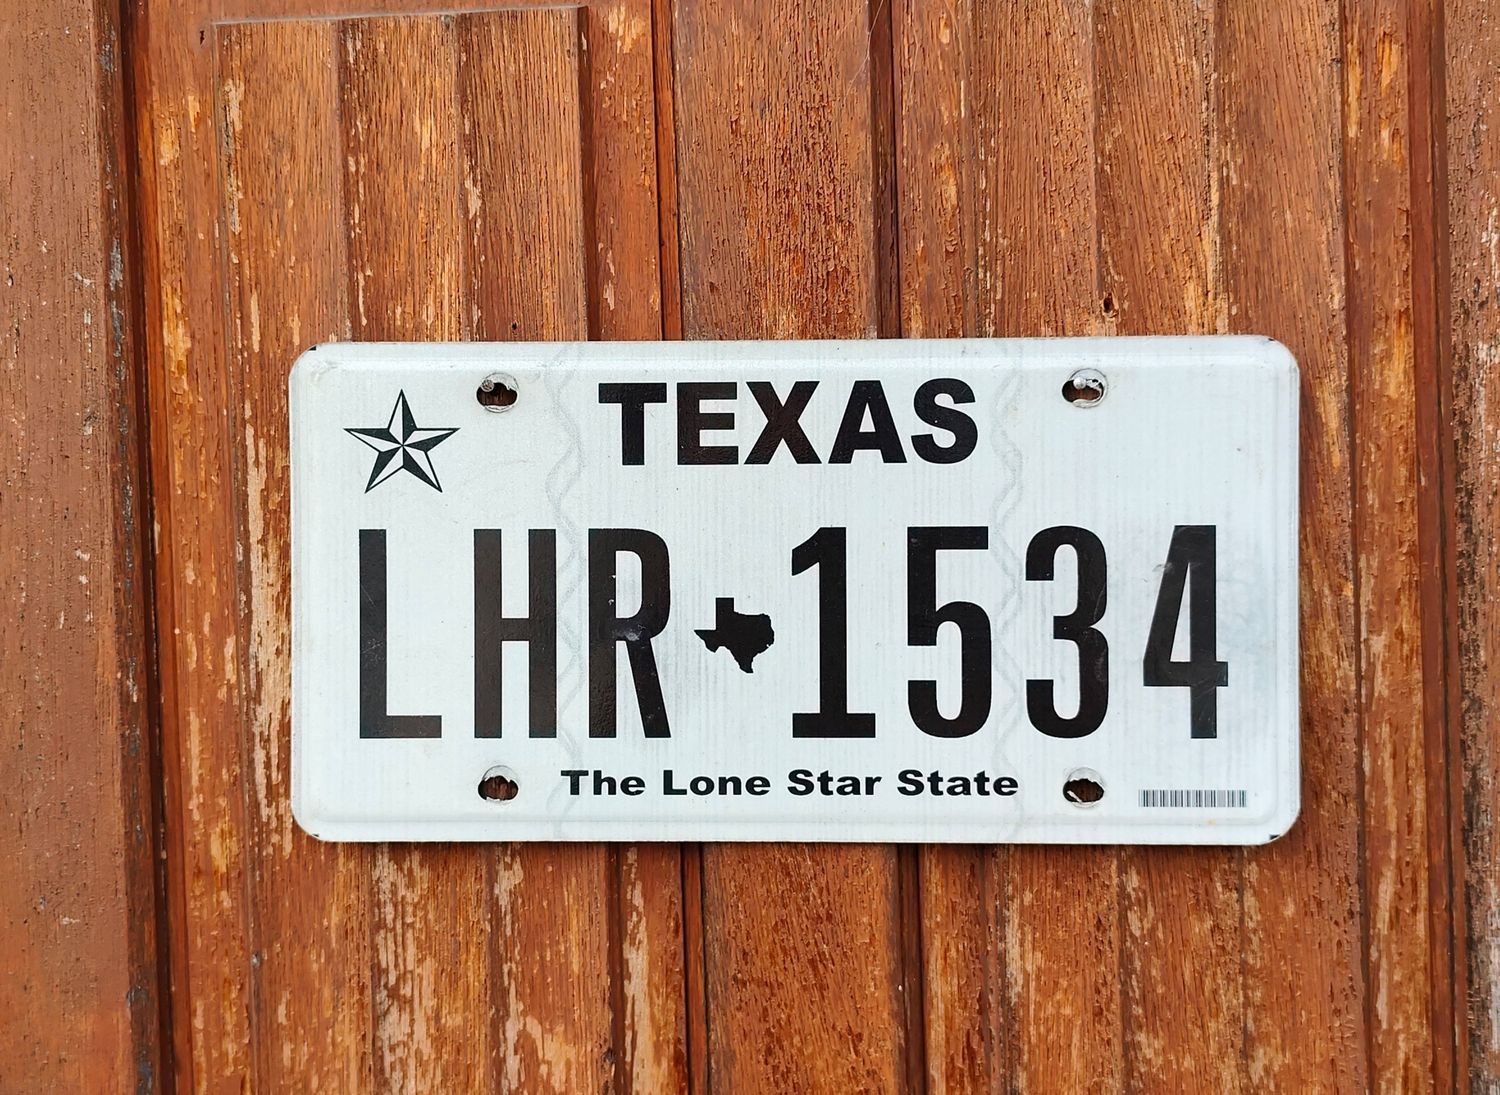 TEXAS
LHR 1534
The Lone Star State